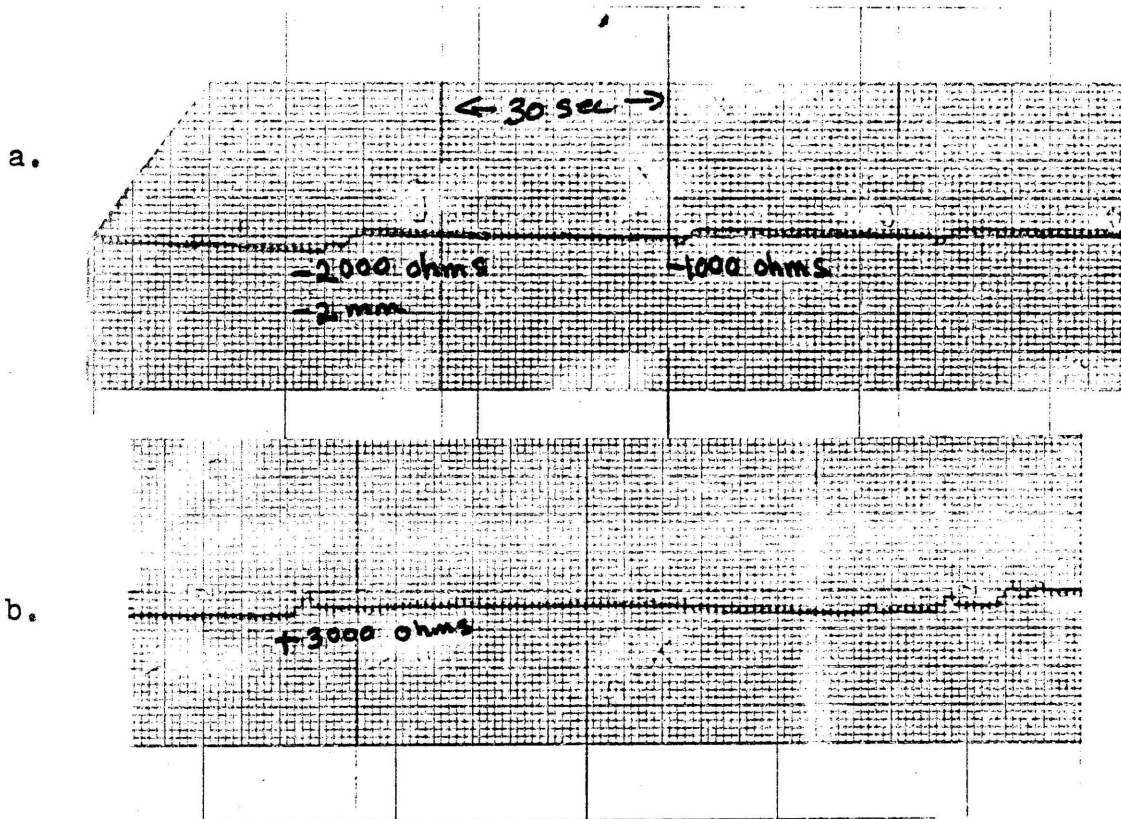 a.
← 30 sec →
-2000 ohms
-1000 ohms
-2 mm
b.
+3000 ohms